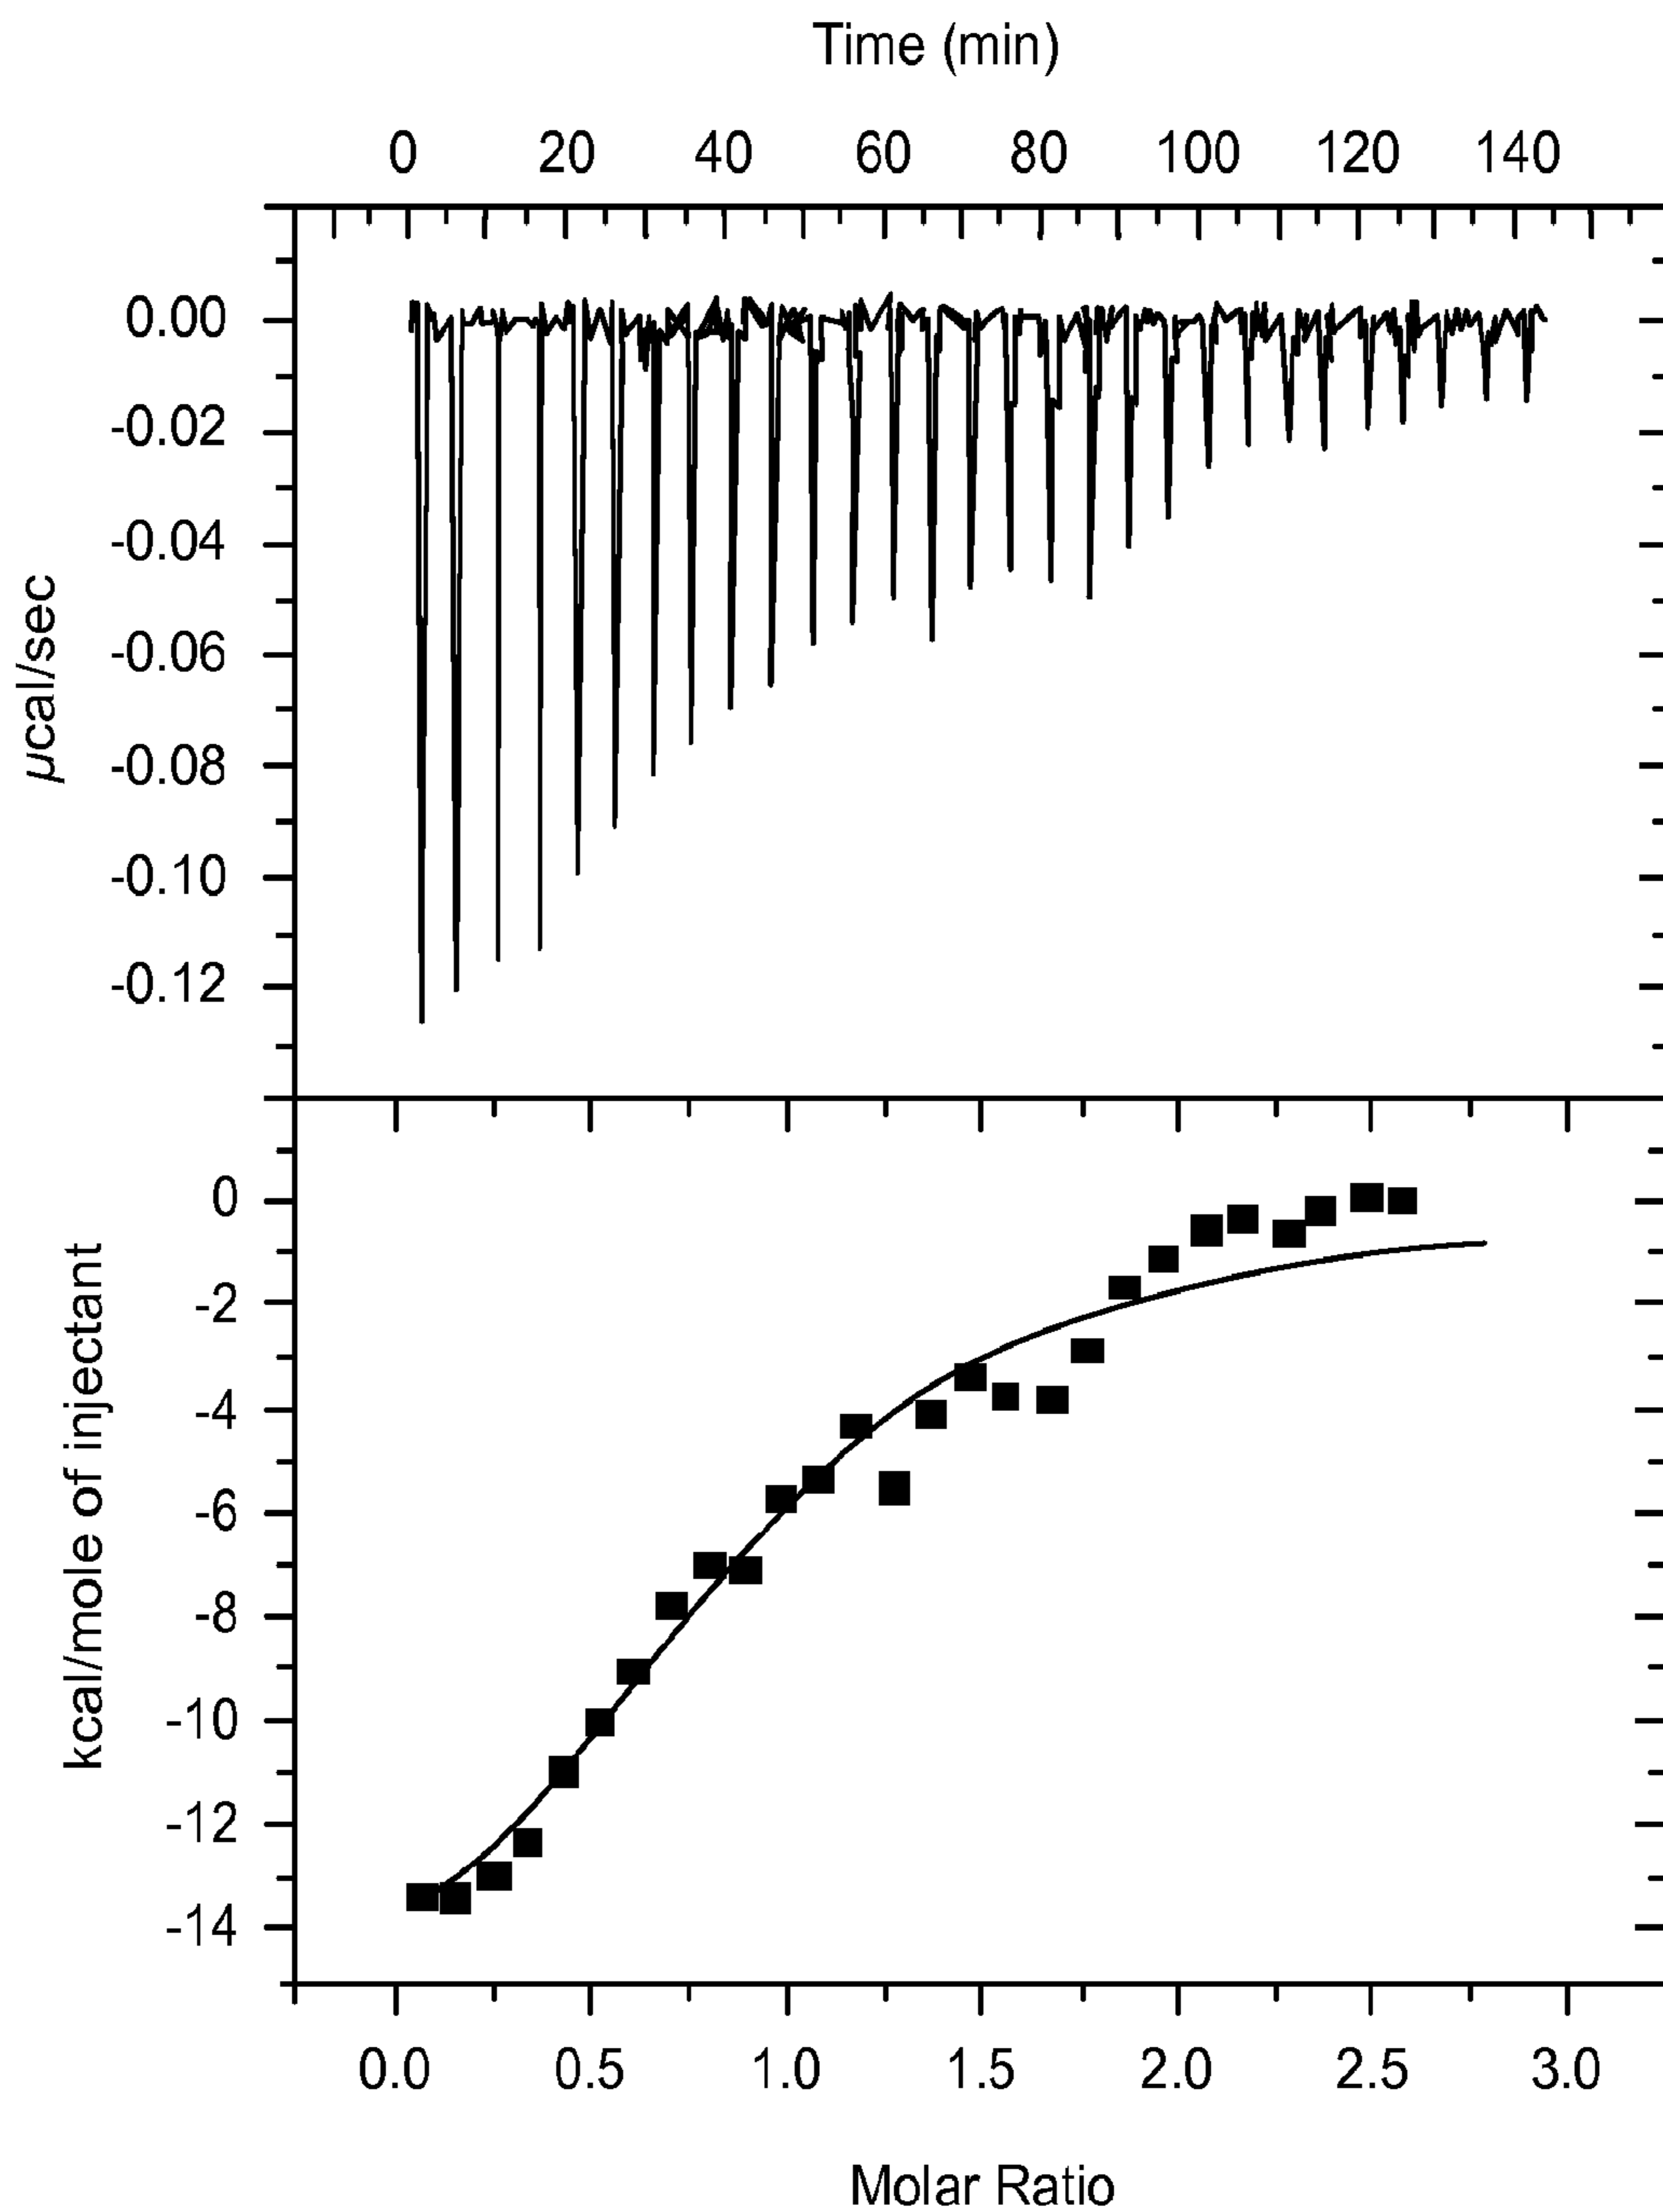 Time (min)
0 20 40 60 80 100 120 140
0.00
-0.02
-0.04
-0.06
-0.08
-0.10
-0.12
µcal/sec
0
-2
-4
-6
-8
-10
-12
-14
kcal/mole of injectant
0.0 0.5 1.0 1.5 2.0 2.5 3.0
Molar Ratio